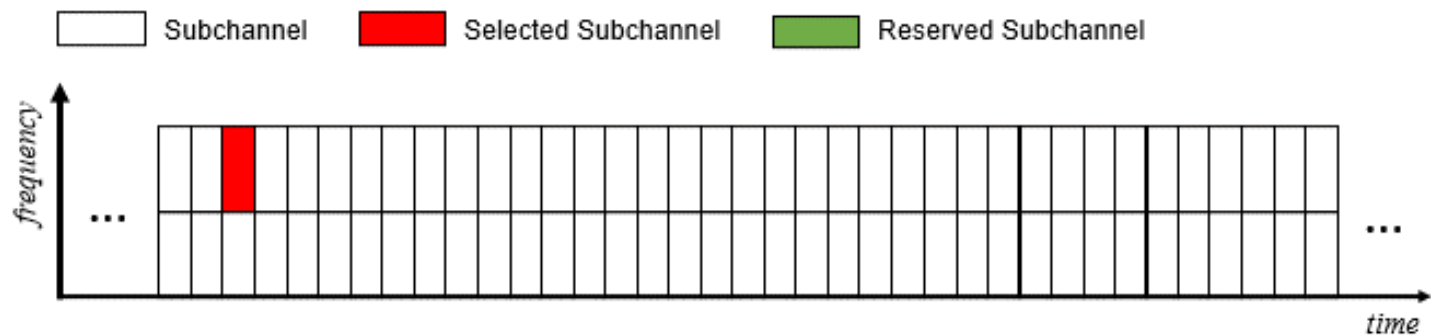 Subchannel
Selected Subchannel
Reserved Subchannel
frequency
...
...
time